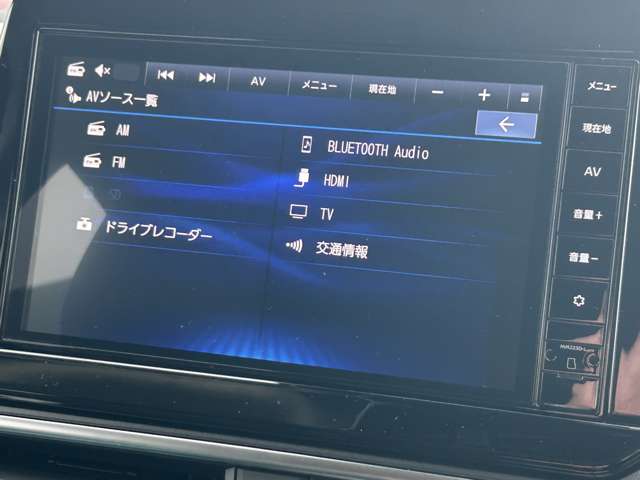 AV メニュー 現在地 － ＋
AVソース一覧
AM
FM
SD
ドライブレコーダー
BLUETOOTH Audio
HDMI
TV
交通情報
メニュー
現在地
AV
音量＋
音量－